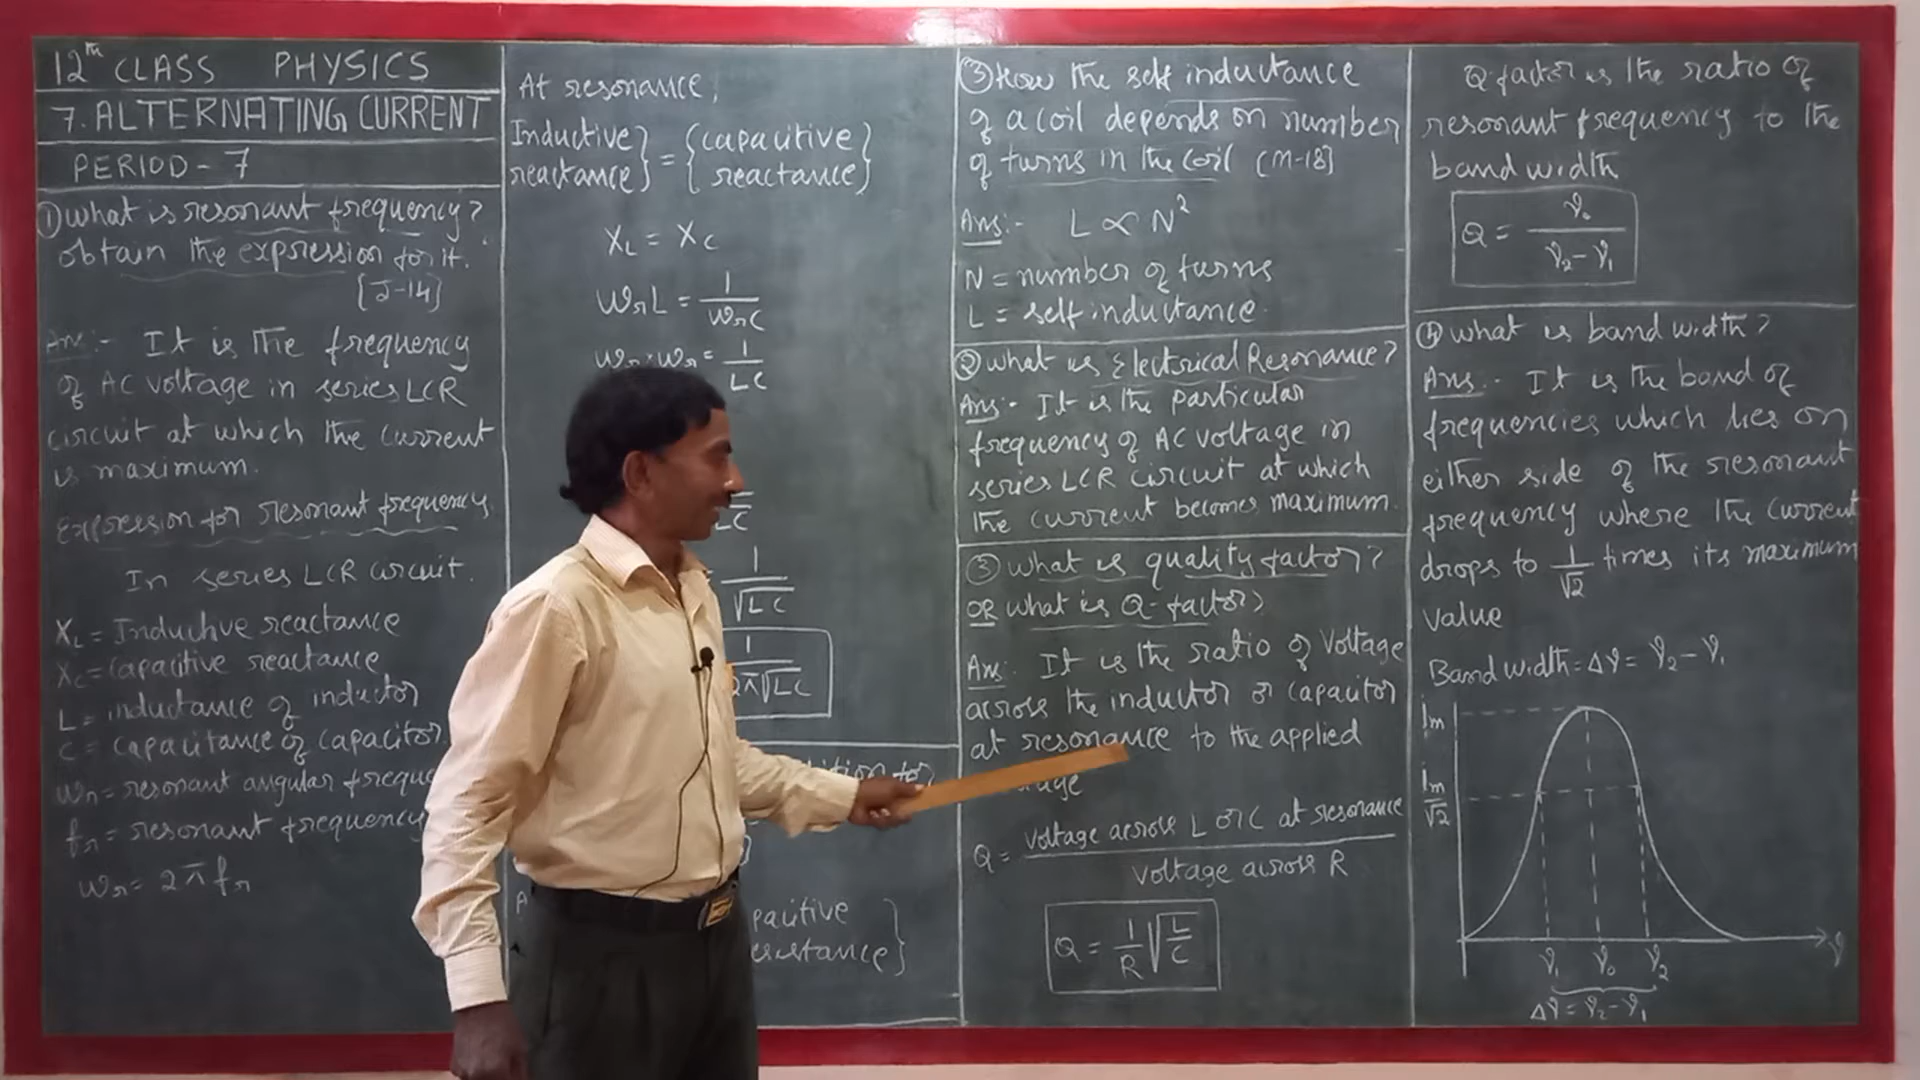 12th CLASS PHYSICS
7. ALTERNATING CURRENT
PERIOD - 7
① What is resonant frequency?
obtain the expression for it.
[J-14]
Ans:- It is the frequency
of AC voltage in series LCR
circuit at which the current
is maximum.
Expression for resonant frequency.
In series LCR circuit.
XL = Inductive reactance
XC = capacitive reactance
L = inductance of inductor
C = capacitance of capacitor.
ωr = resonant angular freque
fr = resonant frequency
ωr = 2πfr
At resonance,
Inductive reactance} = {capacitive reactance}
XL = XC
ωrL = 1/ωrC
ωr·ωr = 1/LC
LC
1/√LC
1/2π√LC
dition for
pacitive
esistance}
③ How the self inductance
of a coil depends on number
of turns in the coil [M-18]
Ans:- L ∝ N²
N = number of turns
L = self inductance.
② What is Electrical Resonance?
Ans:- It is the particular
frequency of AC voltage in
series LCR circuit at which
the current becomes maximum.
③ What is quality factor?
OR What is Q-factor?
Ans:- It is the ratio of Voltage
across the inductor or capacitor
at resonance to the applied
age
Q = voltage across L or C at resonance / voltage across R
Q = 1/R √L/C
Q-factor is the ratio of
resonant frequency to the
band width
Q = ν₀/ν₂-ν₁
④ What is band width?
Ans:- It is the band of
frequencies which lies on
either side of the resonant
frequency where the current
drops to 1/√2 times its maximum
value
Band width = Δν = ν₂-ν₁
Im
Im/√2
ν₁ ν₀ ν₂ ν
Δν = ν₂-ν₁